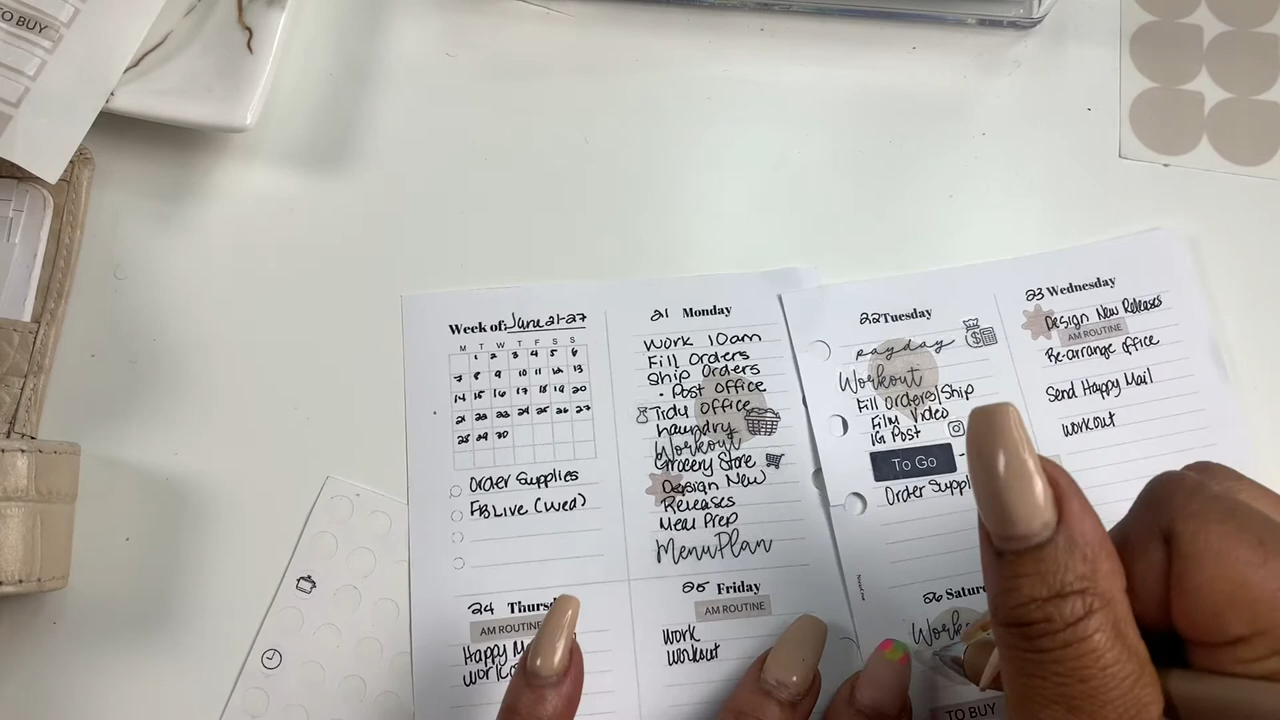 TO BUY
Week of: June 21-27
M T W T F S S
1 2 3 4 5 6
7 8 9 10 11 12 13
14 15 16 17 18 19 20
21 22 23 24 25 26 27
28 29 30
Order Supplies
FB Live (Wed)
21 Monday
Work 10am
Fill Orders
Ship Orders
• Post Office
Tidy Office
Laundry
Workout
Grocery Store
Design New
Releases
Meal Prep
Menu Plan
22 Tuesday
payday
Workout
Fill Orders/Ship
Film Video
IG Post
To Go
Order
23 Wednesday
Design New Releases
AM ROUTINE
Re-arrange Office
Send Happy Mail
workout
24
AM ROUTINE
Happy
25 Friday
AM ROUTINE
Work
Workout
26
TO BUY